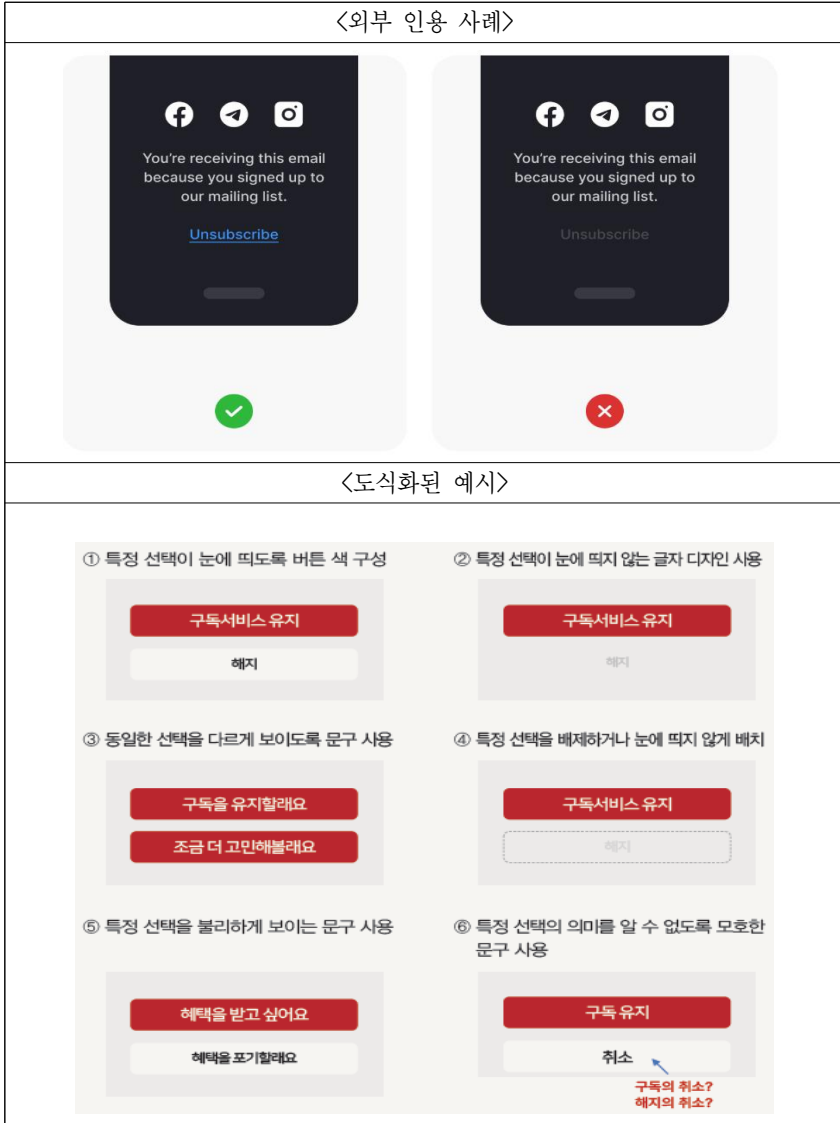 <외부 인용 사례>
You're receiving this email
because you signed up to
our mailing list.
Unsubscribe
You're receiving this email
because you signed up to
our mailing list.
Unsubscribe
<도식화된 예시>
① 특정 선택이 눈에 띄도록 버튼 색 구성
구독서비스 유지
해지
② 특정 선택이 눈에 띄지 않는 글자 디자인 사용
구독서비스 유지
해지
③ 동일한 선택을 다르게 보이도록 문구 사용
구독을 유지할래요
조금 더 고민해볼래요
④ 특정 선택을 배제하거나 눈에 띄지 않게 배치
구독서비스 유지
해지
⑤ 특정 선택을 불리하게 보이는 문구 사용
혜택을 받고 싶어요
혜택을 포기할래요
⑥ 특정 선택의 의미를 알 수 없도록 모호한
문구 사용
구독 유지
취소
구독의 취소?
해지의 취소?